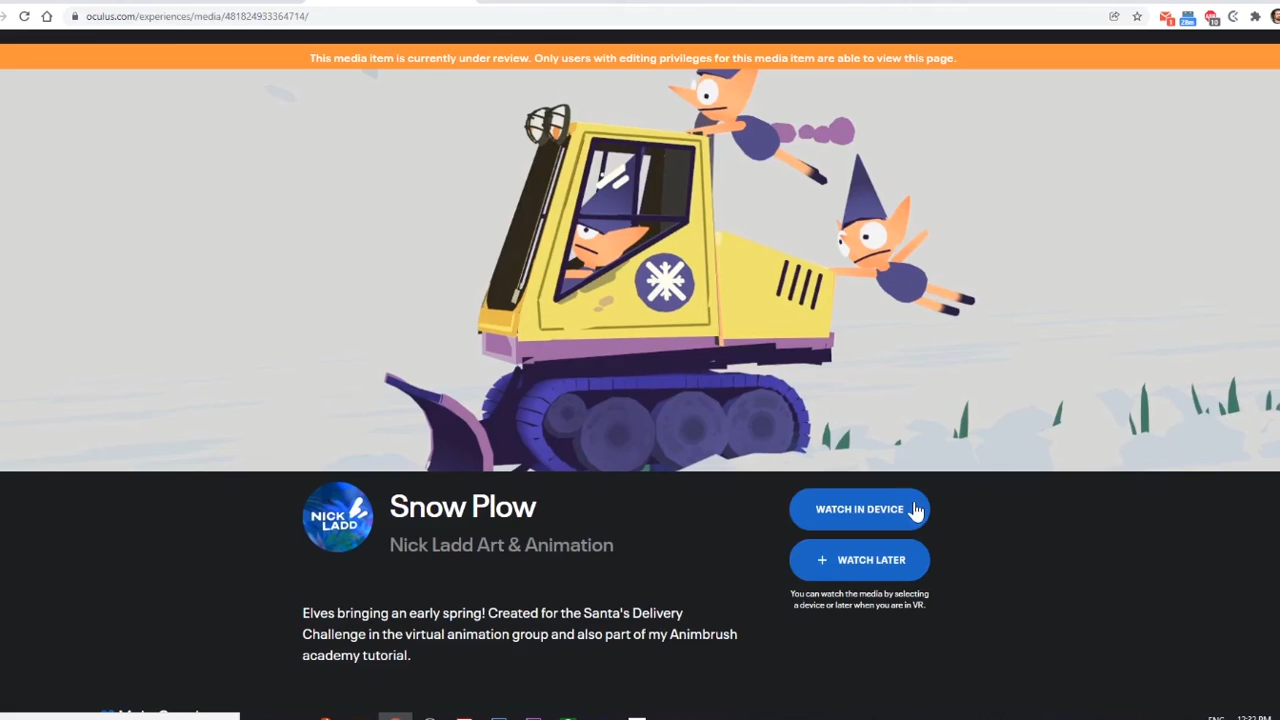 oculus.com/experiences/media/481824933364714/
This media item is currently under review. Only users with editing privileges for this media item are able to view this page.
NICK
LADD
Snow Plow
Nick Ladd Art & Animation
WATCH IN DEVICE
+ WATCH LATER
You can watch the media by selecting
a device or later when you are in VR.
Elves bringing an early spring! Created for the Santa's Delivery
Challenge in the virtual animation group and also part of my Animbrush
academy tutorial.
ENG
12:32 PM